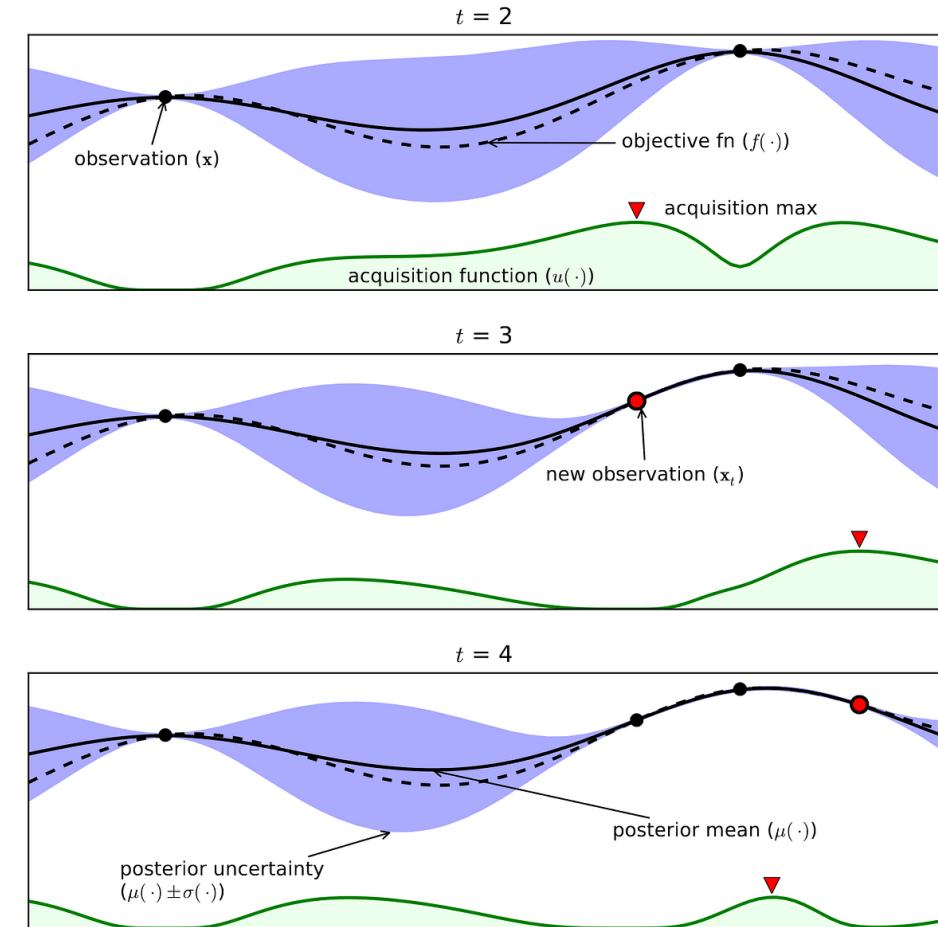 t = 2
observation (x)
objective fn (f(·))
acquisition max
acquisition function (u(·))
t = 3
new observation (xₜ)
t = 4
posterior mean (μ(·))
posterior uncertainty
(μ(·)±σ(·))